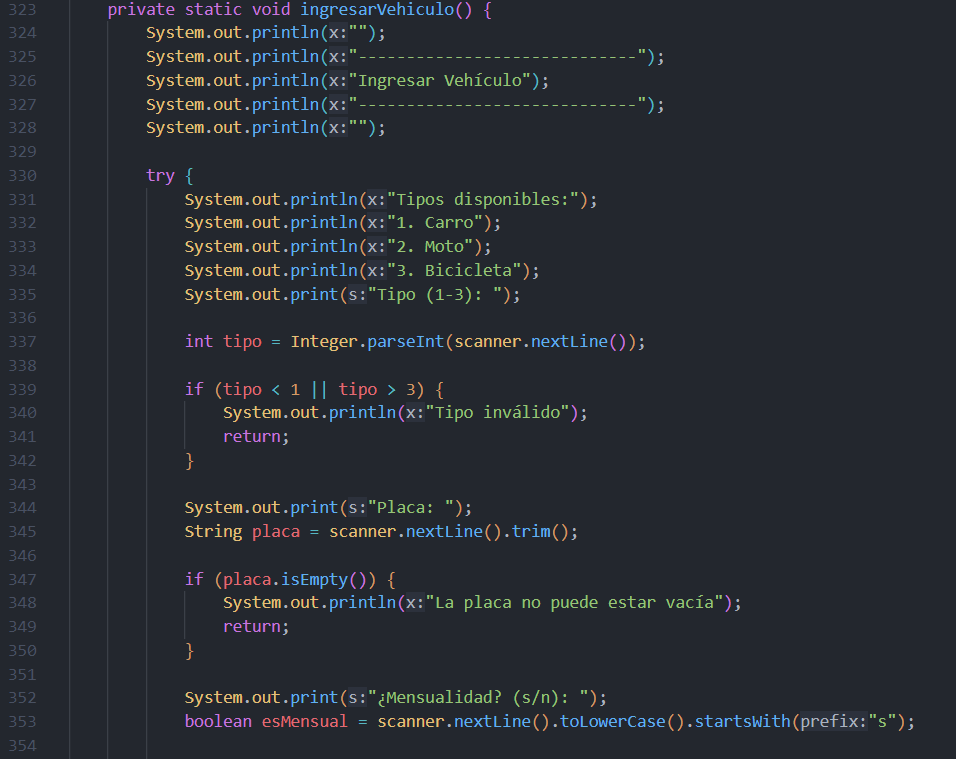 323 private static void ingresarVehiculo() {
324 System.out.println(x:"");
325 System.out.println(x:"-----------------------------");
326 System.out.println(x:"Ingresar Vehículo");
327 System.out.println(x:"-----------------------------");
328 System.out.println(x:"");
329
330 try {
331 System.out.println(x:"Tipos disponibles:");
332 System.out.println(x:"1. Carro");
333 System.out.println(x:"2. Moto");
334 System.out.println(x:"3. Bicicleta");
335 System.out.print(s:"Tipo (1-3): ");
336
337 int tipo = Integer.parseInt(scanner.nextLine());
338
339 if (tipo < 1 || tipo > 3) {
340 System.out.println(x:"Tipo inválido");
341 return;
342 }
343
344 System.out.print(s:"Placa: ");
345 String placa = scanner.nextLine().trim();
346
347 if (placa.isEmpty()) {
348 System.out.println(x:"La placa no puede estar vacía");
349 return;
350 }
351
352 System.out.print(s:"¿Mensualidad? (s/n): ");
353 boolean esMensual = scanner.nextLine().toLowerCase().startsWith(prefix:"s");
354